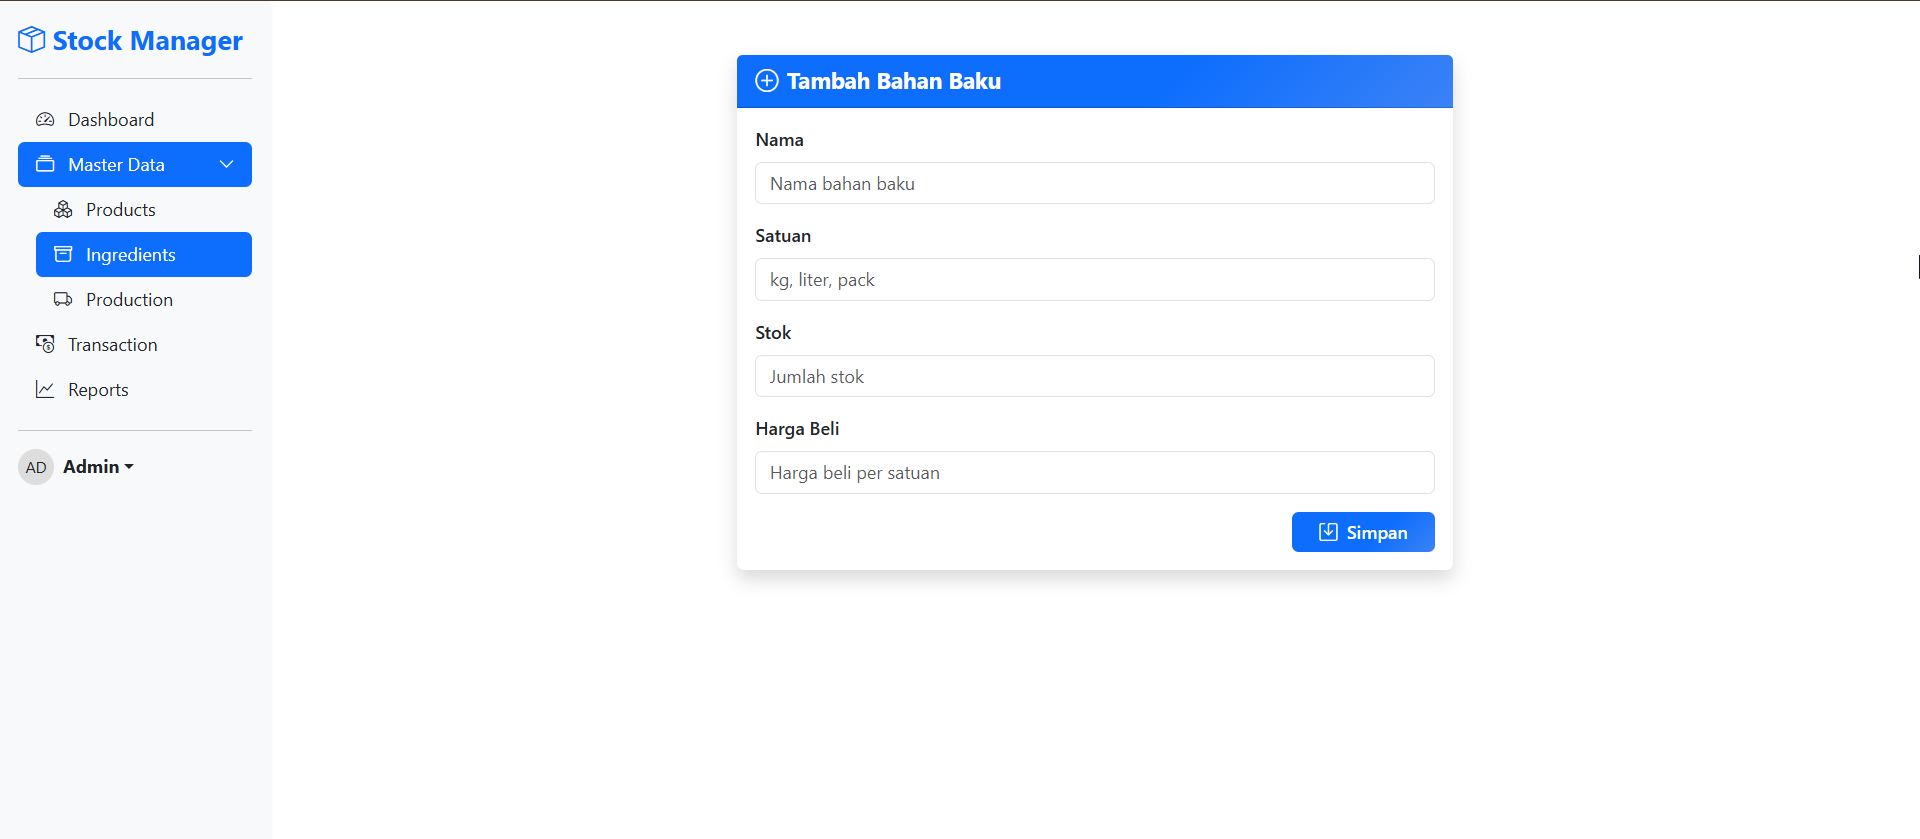 Stock Manager
Dashboard
Master Data
Products
Ingredients
Production
Transaction
Reports
AD Admin
Tambah Bahan Baku
Nama
Nama bahan baku
Satuan
kg, liter, pack
Stok
Jumlah stok
Harga Beli
Harga beli per satuan
Simpan